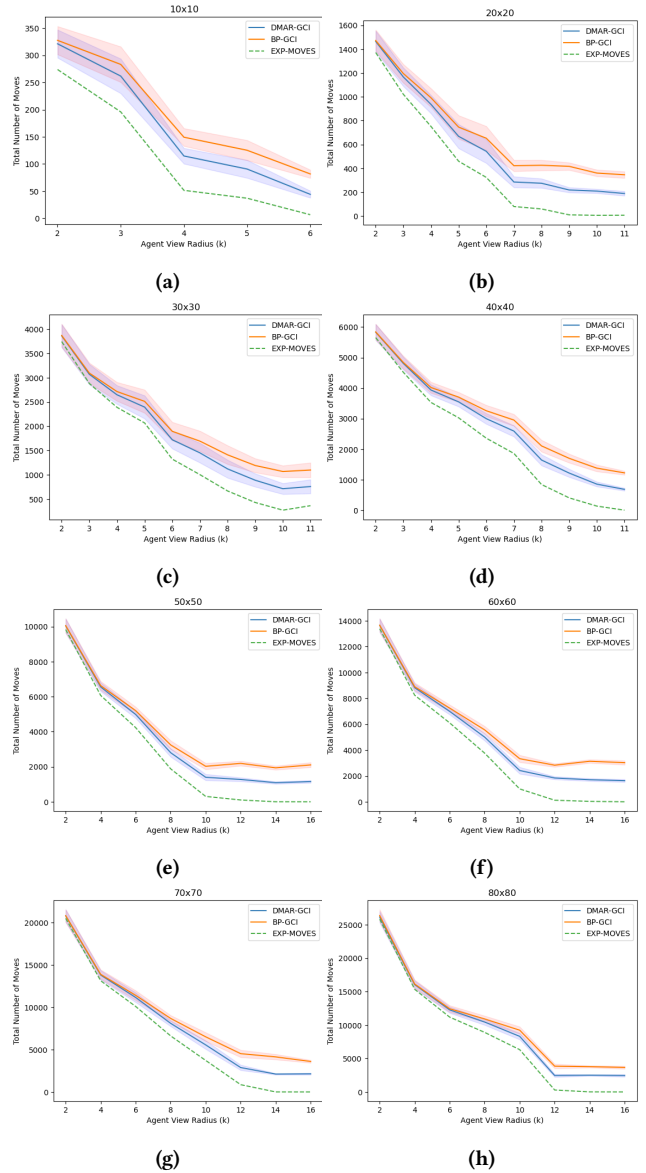 10x10
Total Number of Moves
350
300
250
200
150
100
50
0
DMAR-GCI
BP-GCI
EXP-MOVES
2 3 4 5 6
Agent View Radius (k)
(a)
20x20
Total Number of Moves
1600
1400
1200
1000
800
600
400
200
0
DMAR-GCI
BP-GCI
EXP-MOVES
2 3 4 5 6 7 8 9 10 11
Agent View Radius (k)
(b)
30x30
Total Number of Moves
4000
3500
3000
2500
2000
1500
1000
500
DMAR-GCI
BP-GCI
EXP-MOVES
2 3 4 5 6 7 8 9 10 11
Agent View Radius (k)
(c)
40x40
Total Number of Moves
6000
5000
4000
3000
2000
1000
0
DMAR-GCI
BP-GCI
EXP-MOVES
2 3 4 5 6 7 8 9 10 11
Agent View Radius (k)
(d)
50x50
Total Number of Moves
10000
8000
6000
4000
2000
0
DMAR-GCI
BP-GCI
EXP-MOVES
2 4 6 8 10 12 14 16
Agent View Radius (k)
(e)
60x60
Total Number of Moves
14000
12000
10000
8000
6000
4000
2000
0
DMAR-GCI
BP-GCI
EXP-MOVES
2 4 6 8 10 12 14 16
Agent View Radius (k)
(f)
70x70
Total Number of Moves
20000
15000
10000
5000
0
DMAR-GCI
BP-GCI
EXP-MOVES
2 4 6 8 10 12 14 16
Agent View Radius (k)
(g)
80x80
Total Number of Moves
25000
20000
15000
10000
5000
0
DMAR-GCI
BP-GCI
EXP-MOVES
2 4 6 8 10 12 14 16
Agent View Radius (k)
(h)